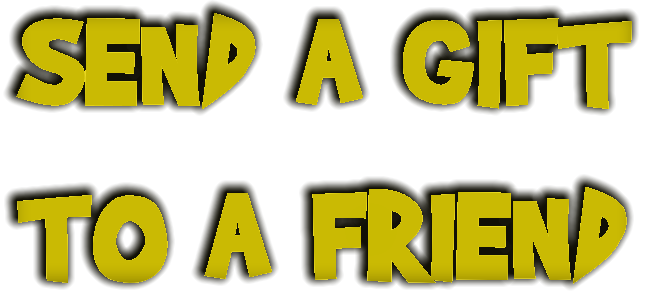 SEND A GIFT
TO A FRIEND